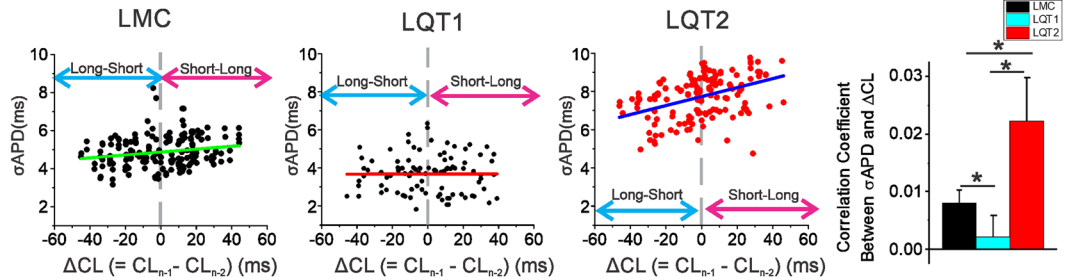 LMC
σAPD(ms)
10
8
6
4
2
Long-Short
Short-Long
-60 -40 -20 0 20 40 60
ΔCL (= CLn-1 - CLn-2) (ms)
LQT1
σAPD(ms)
10
8
6
4
2
Long-Short
Short-Long
-60 -40 -20 0 20 40 60
ΔCL (= CLn-1 - CLn-2) (ms)
LQT2
σAPD(ms)
10
8
6
4
2
Long-Short
Short-Long
-60 -40 -20 0 20 40 60
ΔCL (= CLn-1 - CLn-2) (ms)
LMC
LQT1
LQT2
Correlation Coefficient
Between σAPD and ΔCL
0.03
0.02
0.01
0.00
*
*
*